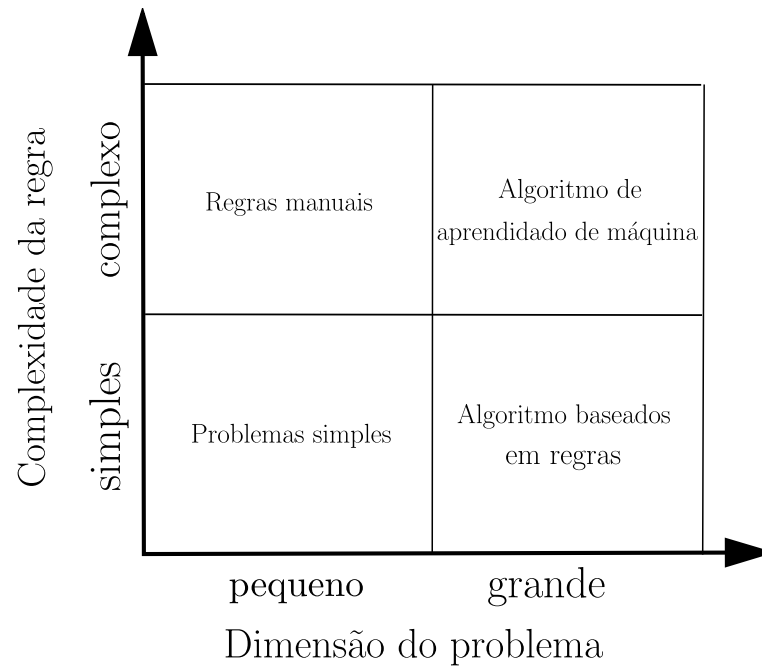 Complexidade da regra
complexo
simples
Regras manuais
Algoritmo de
aprendidado de máquina
Problemas simples
Algoritmo baseados
em regras
pequeno
grande
Dimensão do problema